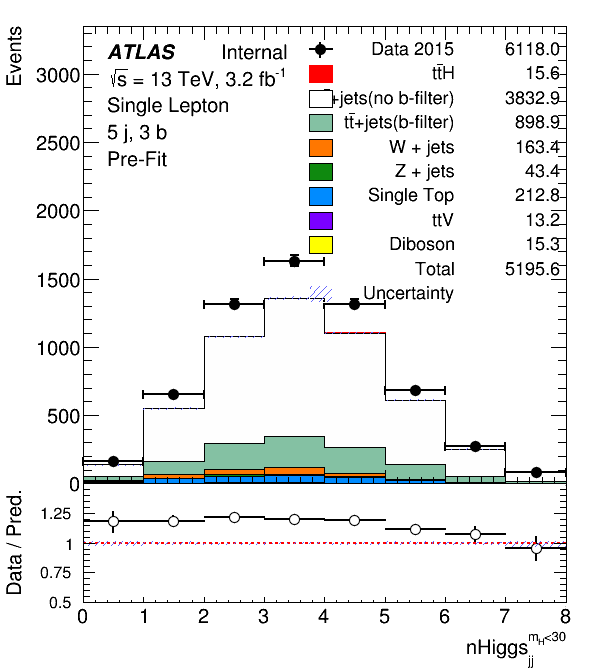 ATLAS Internal
√s = 13 TeV, 3.2 fb-1
Single Lepton
5 j, 3 b
Pre-Fit
Data 2015 6118.0
tt̄H 15.6
+jets(no b-filter) 3832.9
tt̄+jets(b-filter) 898.9
W + jets 163.4
Z + jets 43.4
Single Top 212.8
ttV 13.2
Diboson 15.3
Total 5195.6
Uncertainty
Events
3000
2500
2000
1500
1000
500
0
Data / Pred.
1.25
1
0.75
0.5
0 1 2 3 4 5 6 7 8
nHiggs_jj^m_H<30